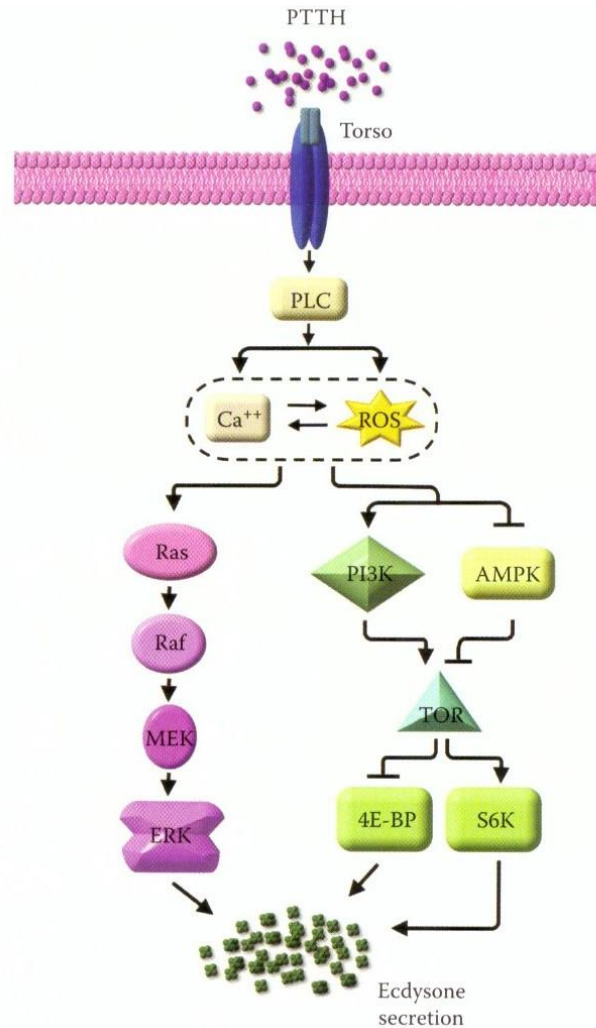 PTTH
Torso
PLC
Ca⁺⁺
ROS
Ras
PI3K
AMPK
Raf
TOR
MEK
4E-BP
S6K
ERK
Ecdysone
secretion